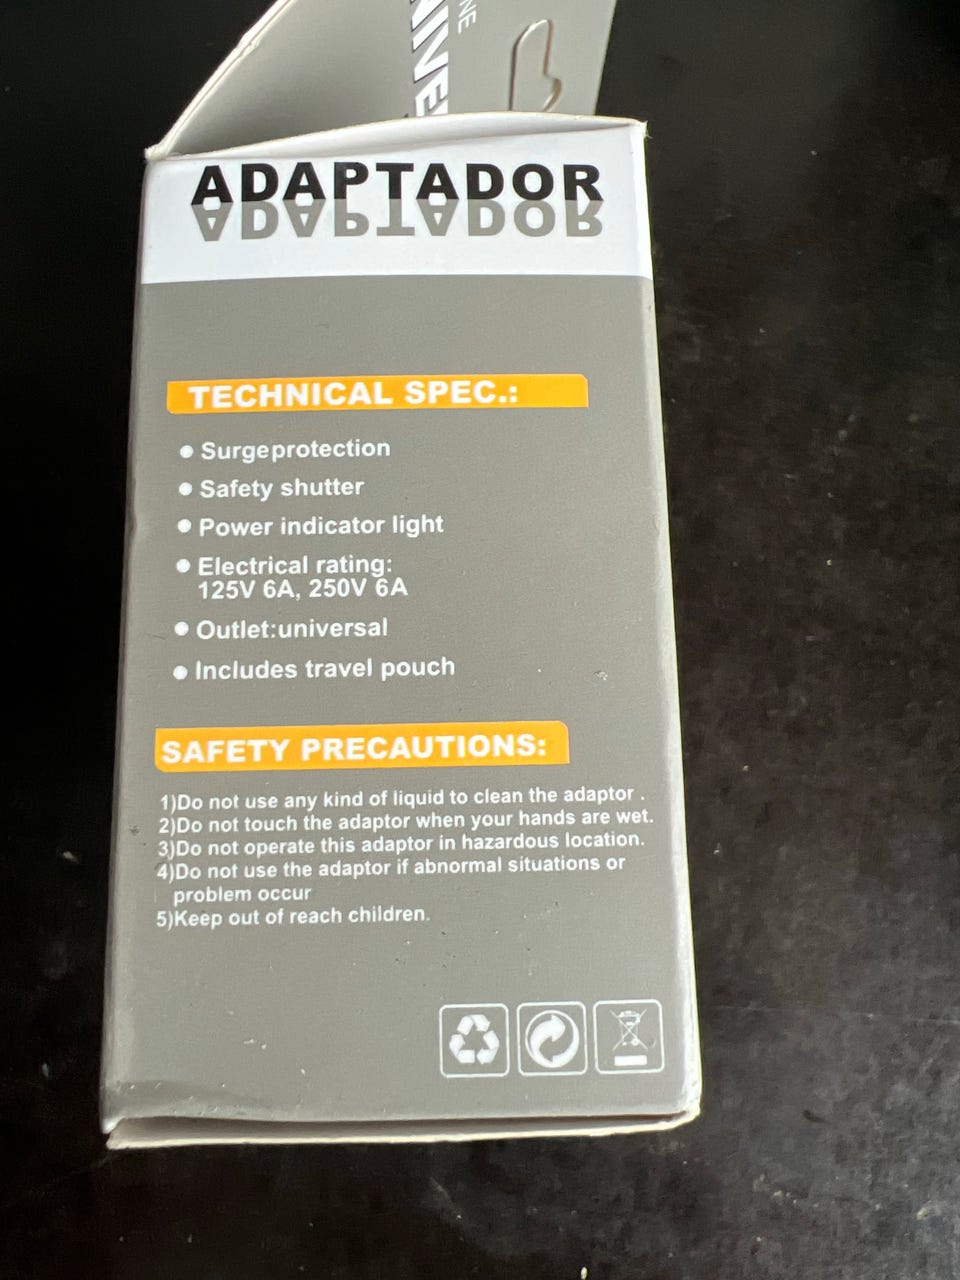 ADAPTADOR
ADAPTADOR
TECHNICAL SPEC.:
Surgeprotection
Safety shutter
Power indicator light
Electrical rating:
125V 6A, 250V 6A
Outlet:universal
Includes travel pouch
SAFETY PRECAUTIONS:
1)Do not use any kind of liquid to clean the adaptor .
2)Do not touch the adaptor when your hands are wet.
3)Do not operate this adaptor in hazardous location.
4)Do not use the adaptor if abnormal situations or
problem occur
5)Keep out of reach children.